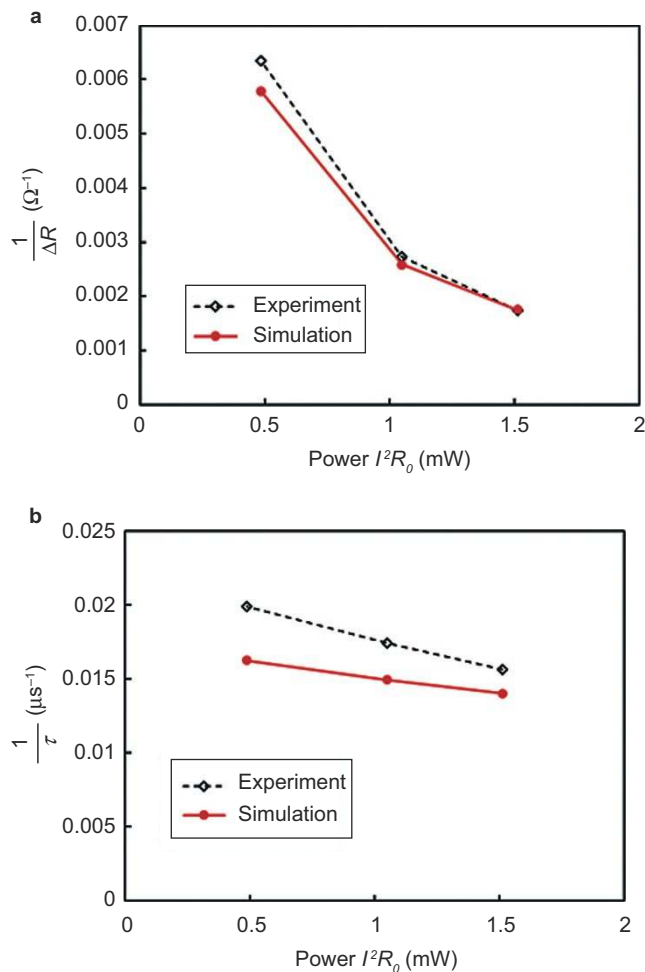 a
0.007
0.006
0.005
0.004
0.003
0.002
0.001
0
1/ΔR (Ω⁻¹)
Experiment
Simulation
0 0.5 1 1.5 2
Power I²R₀ (mW)
b
0.025
0.02
0.015
0.01
0.005
0
1/τ (μs⁻¹)
Experiment
Simulation
0 0.5 1 1.5 2
Power I²R₀ (mW)